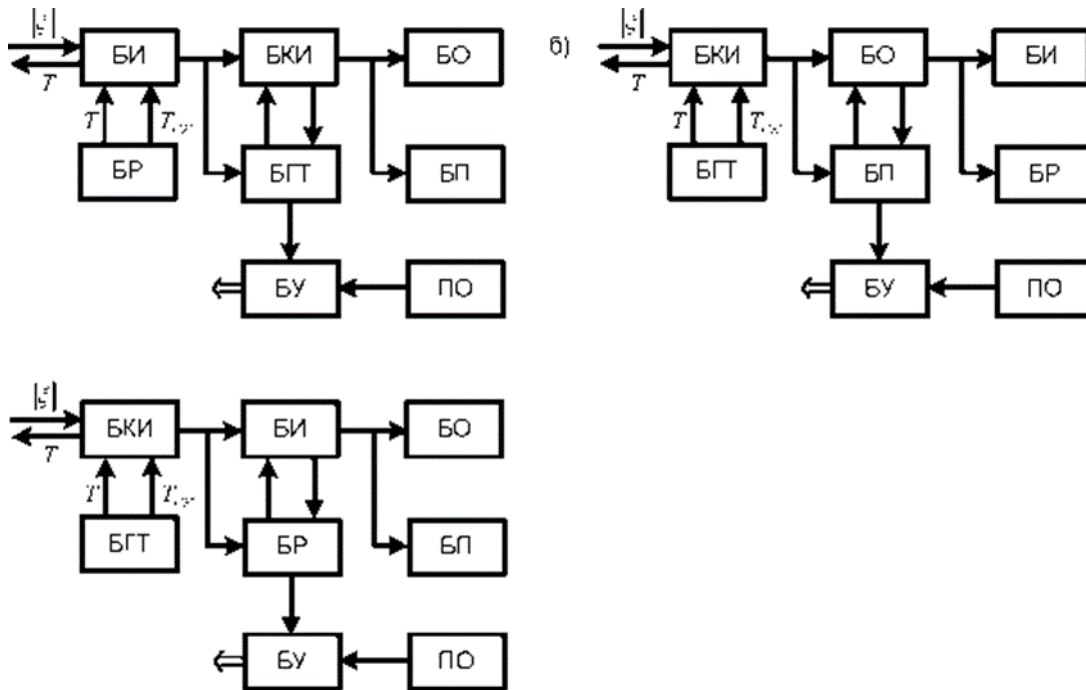 БИ БКИ БО б) БКИ БО БИ
T T
T T
БР БГТ БП БГТ БП БР
БУ ПО БУ ПО
БКИ БИ БО
T
T
БГТ БР БП
БУ ПО